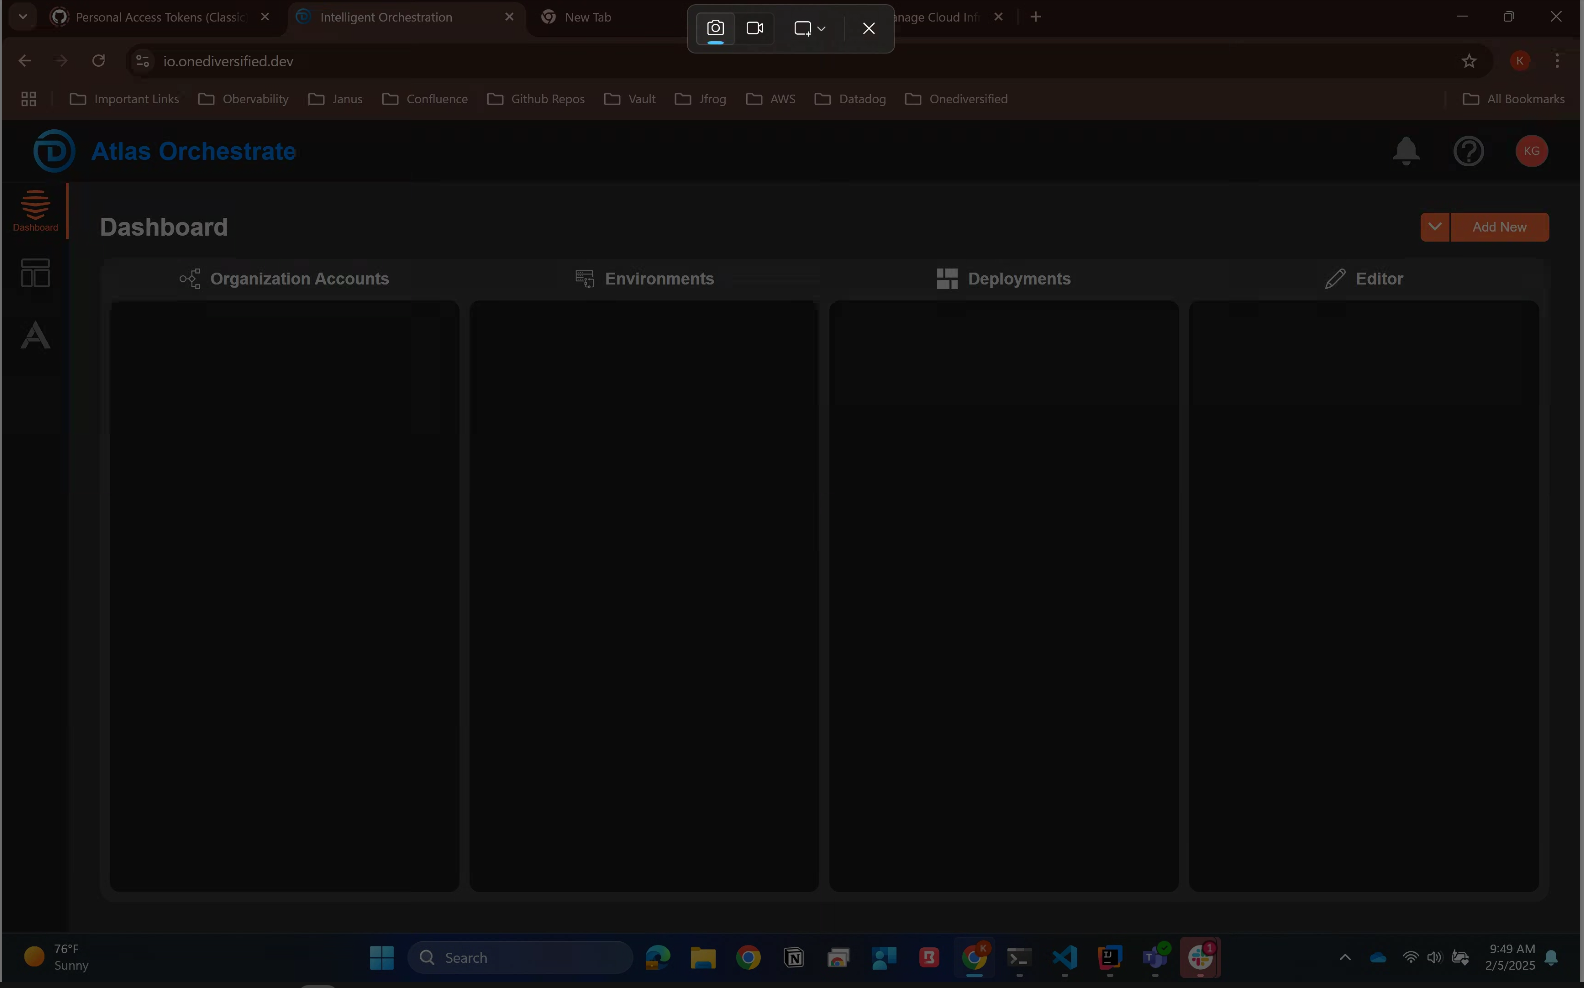 Personal Access Tokens (Classic
Intelligent Orchestration
New Tab
nage Cloud Inf
io.onediversified.dev
K
Important Links
Obervability
Janus
Confluence
Github Repos
Vault
Jfrog
AWS
Datadog
Onediversified
All Bookmarks
Atlas Orchestrate
KG
Dashboard
Dashboard
Add New
Organization Accounts
Environments
Deployments
Editor
76°F
Sunny
Search
K
1
9:49 AM
2/5/2025